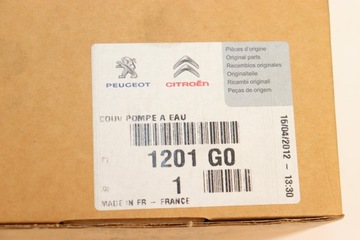 PEUGEOT
CITROËN
Pièces d'origine
Original parts
Recambios originales
Originalteile
Ricambi originali
Peças de origem
COUV POMPE A EAU
1201 G0
1
MADE IN FR - FRANCE
16/04/2012 - 13:30